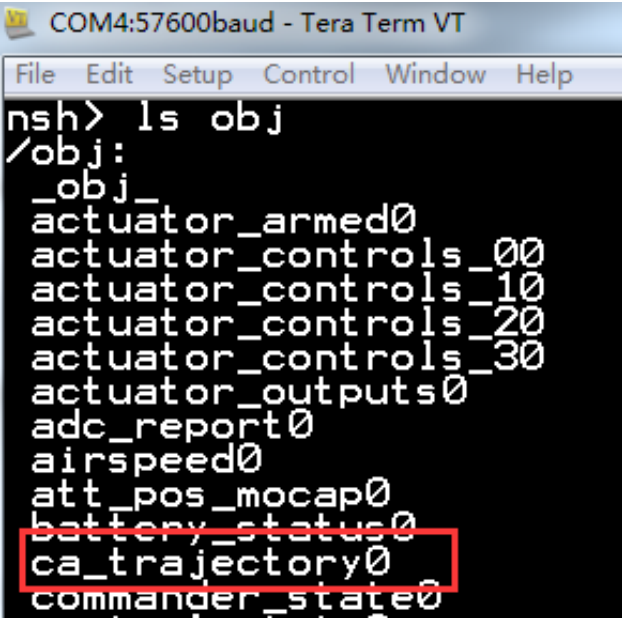 COM4:57600baud - Tera Term VT
File Edit Setup Control Window Help
nsh> ls obj
/obj:
_obj_
actuator_armed0
actuator_controls_00
actuator_controls_10
actuator_controls_20
actuator_controls_30
actuator_outputs0
adc_report0
airspeed0
att_pos_mocap0
battery_status0
ca_trajectory0
commander_state0